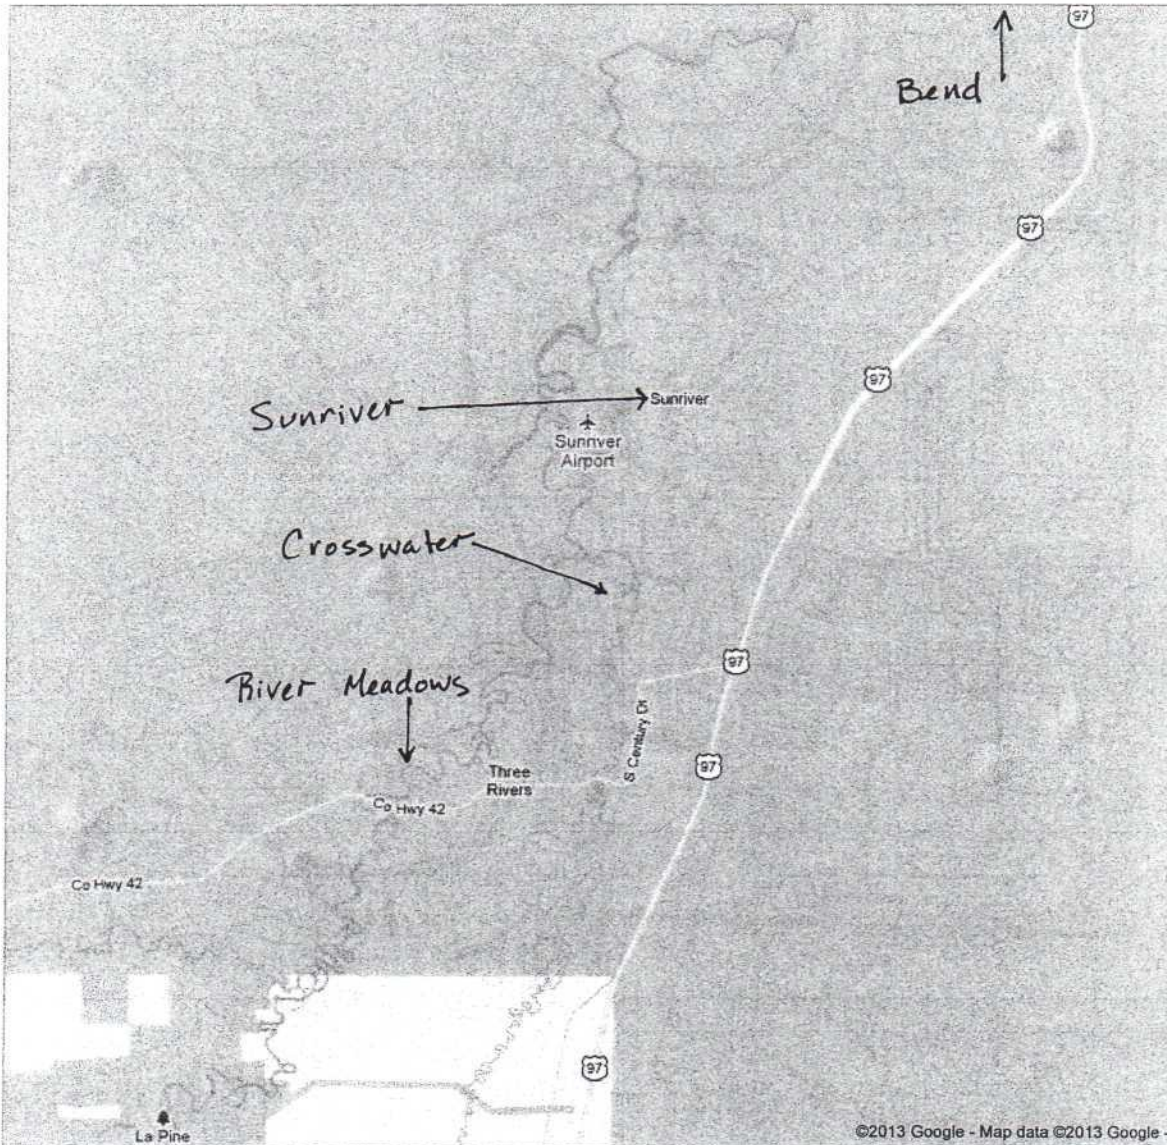 97
Bend
97
97
Sunriver
Sunriver
Sunriver
Airport
Crosswater
97
River Meadows
S Century Dr
97
Three
Rivers
Co Hwy 42
Co Hwy 42
97
La Pine
©2013 Google - Map data ©2013 Google -